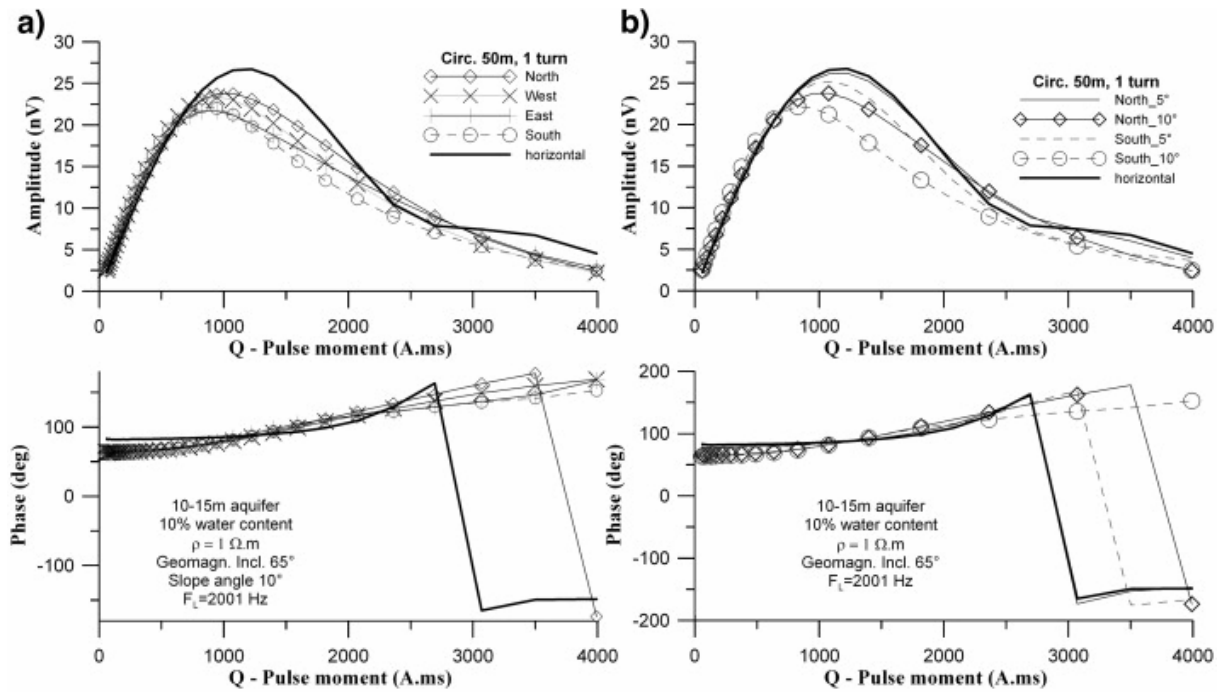 a)
30
25
20
15
10
5
0
Amplitude (nV)
Circ. 50m, 1 turn
North
West
East
South
horizontal
0 1000 2000 3000 4000
Q - Pulse moment (A.ms)
100
0
-100
Phase (deg)
10-15m aquifer
10% water content
ρ = 1 Ω.m
Geomagn. Incl. 65°
Slope angle 10°
F_L=2001 Hz
0 1000 2000 3000 4000
Q - Pulse moment (A.ms)
b)
30
25
20
15
10
5
0
Amplitude (nV)
Circ. 50m, 1 turn
North_5°
North_10°
South_5°
South_10°
horizontal
0 1000 2000 3000 4000
Q - Pulse moment (A.ms)
200
100
0
-100
-200
Phase (deg)
10-15m aquifer
10% water content
ρ = 1 Ω.m
Geomagn. Incl. 65°
F_L=2001 Hz
0 1000 2000 3000 4000
Q - Pulse moment (A.ms)